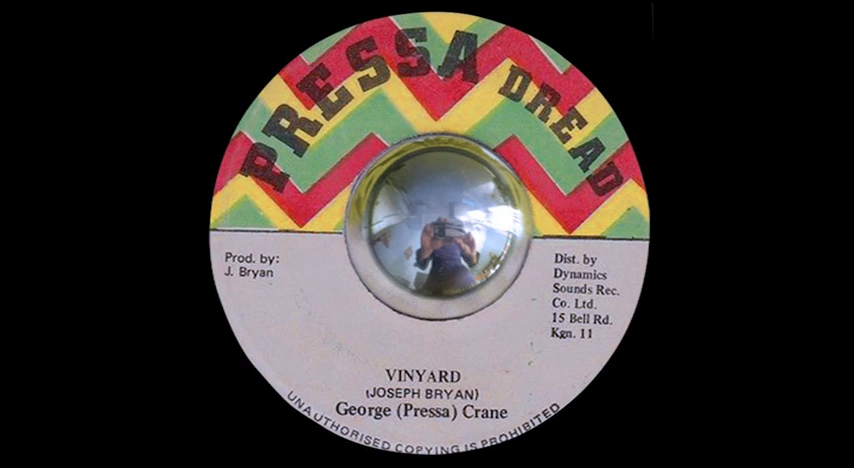 PRESSA DREAD
Prod. by:
J. Bryan
Dist. by
Dynamics
Sounds Rec.
Co. Ltd.
15 Bell Rd.
Kgn. 11
VINYARD
(JOSEPH BRYAN)
George (Pressa) Crane
UNAUTHORISED COPYING IS PROHIBITED